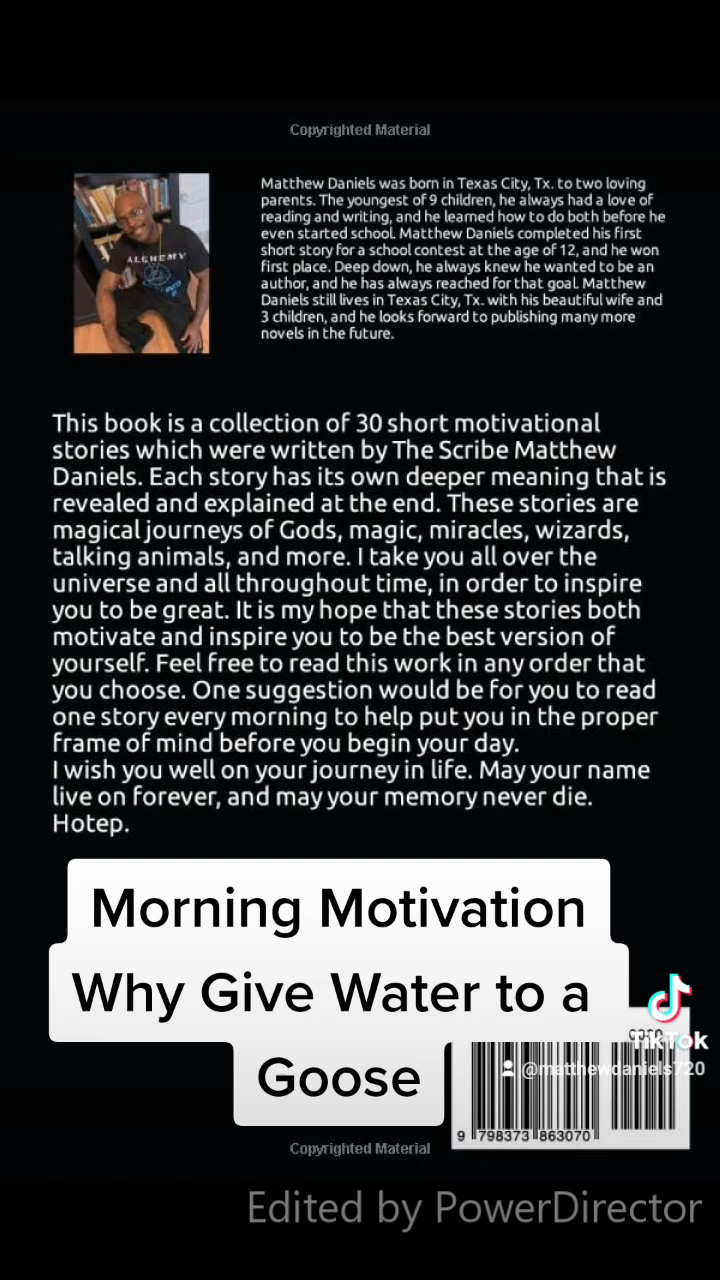 Copyrighted Material
Matthew Daniels was born in Texas City, Tx. to two loving
parents. The youngest of 9 children, he always had a love of
reading and writing, and he learned how to do both before he
even started school. Matthew Daniels completed his first
short story for a school contest at the age of 12, and he won
first place. Deep down, he always knew he wanted to be an
author, and he has always reached for that goal. Matthew
Daniels still lives in Texas City, Tx. with his beautiful wife and
3 children, and he looks forward to publishing many more
novels in the future.
ALCHEMY
This book is a collection of 30 short motivational
stories which were written by The Scribe Matthew
Daniels. Each story has its own deeper meaning that is
revealed and explained at the end. These stories are
magical journeys of Gods, magic, miracles, wizards,
talking animals, and more. I take you all over the
universe and all throughout time, in order to inspire
you to be great. It is my hope that these stories both
motivate and inspire you to be the best version of
yourself. Feel free to read this work in any order that
you choose. One suggestion would be for you to read
one story every morning to help put you in the proper
frame of mind before you begin your day.
I wish you well on your journey in life. May your name
live on forever, and may your memory never die.
Hotep.
Morning Motivation
Why Give Water to a
Goose
TikTok
@matthewdaniels720
9 798373 863070
Copyrighted Material
Edited by PowerDirector